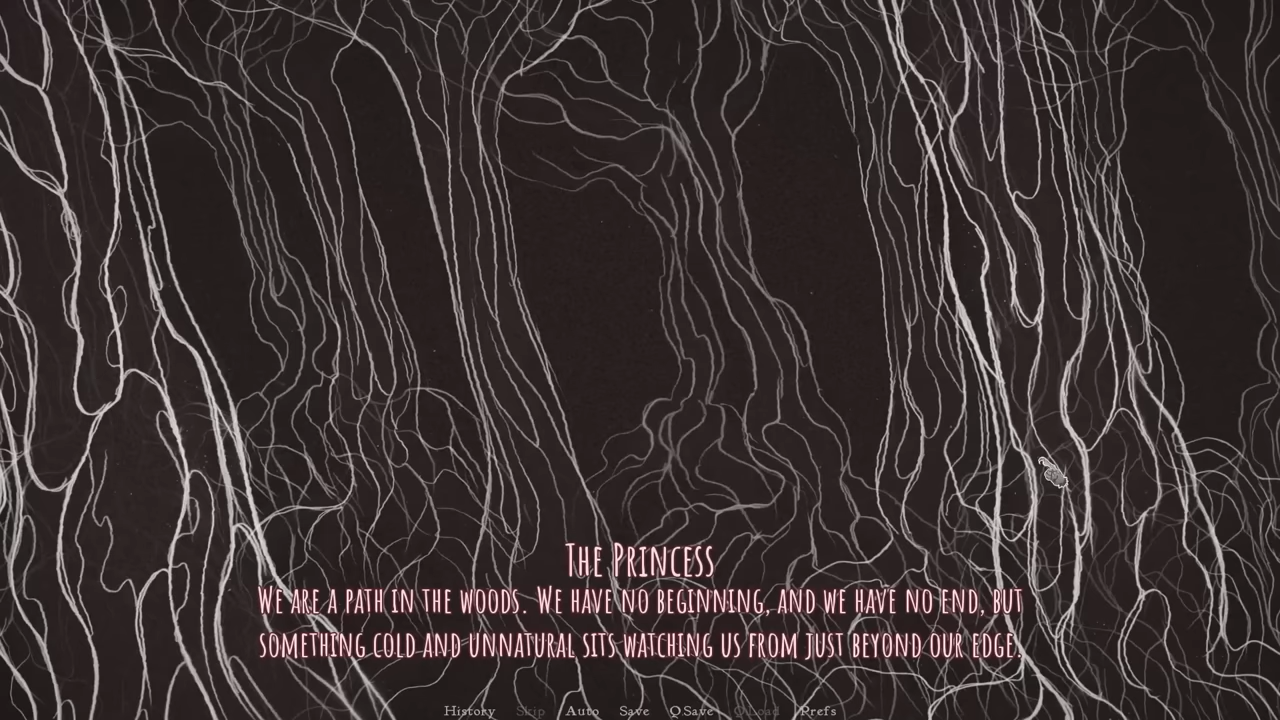 The Princess
We are a path in the woods. We have no beginning, and we have no end, but
something cold and unnatural sits watching us from just beyond our edge.
History Skip Auto Save Q.Save Q.Load Prefs